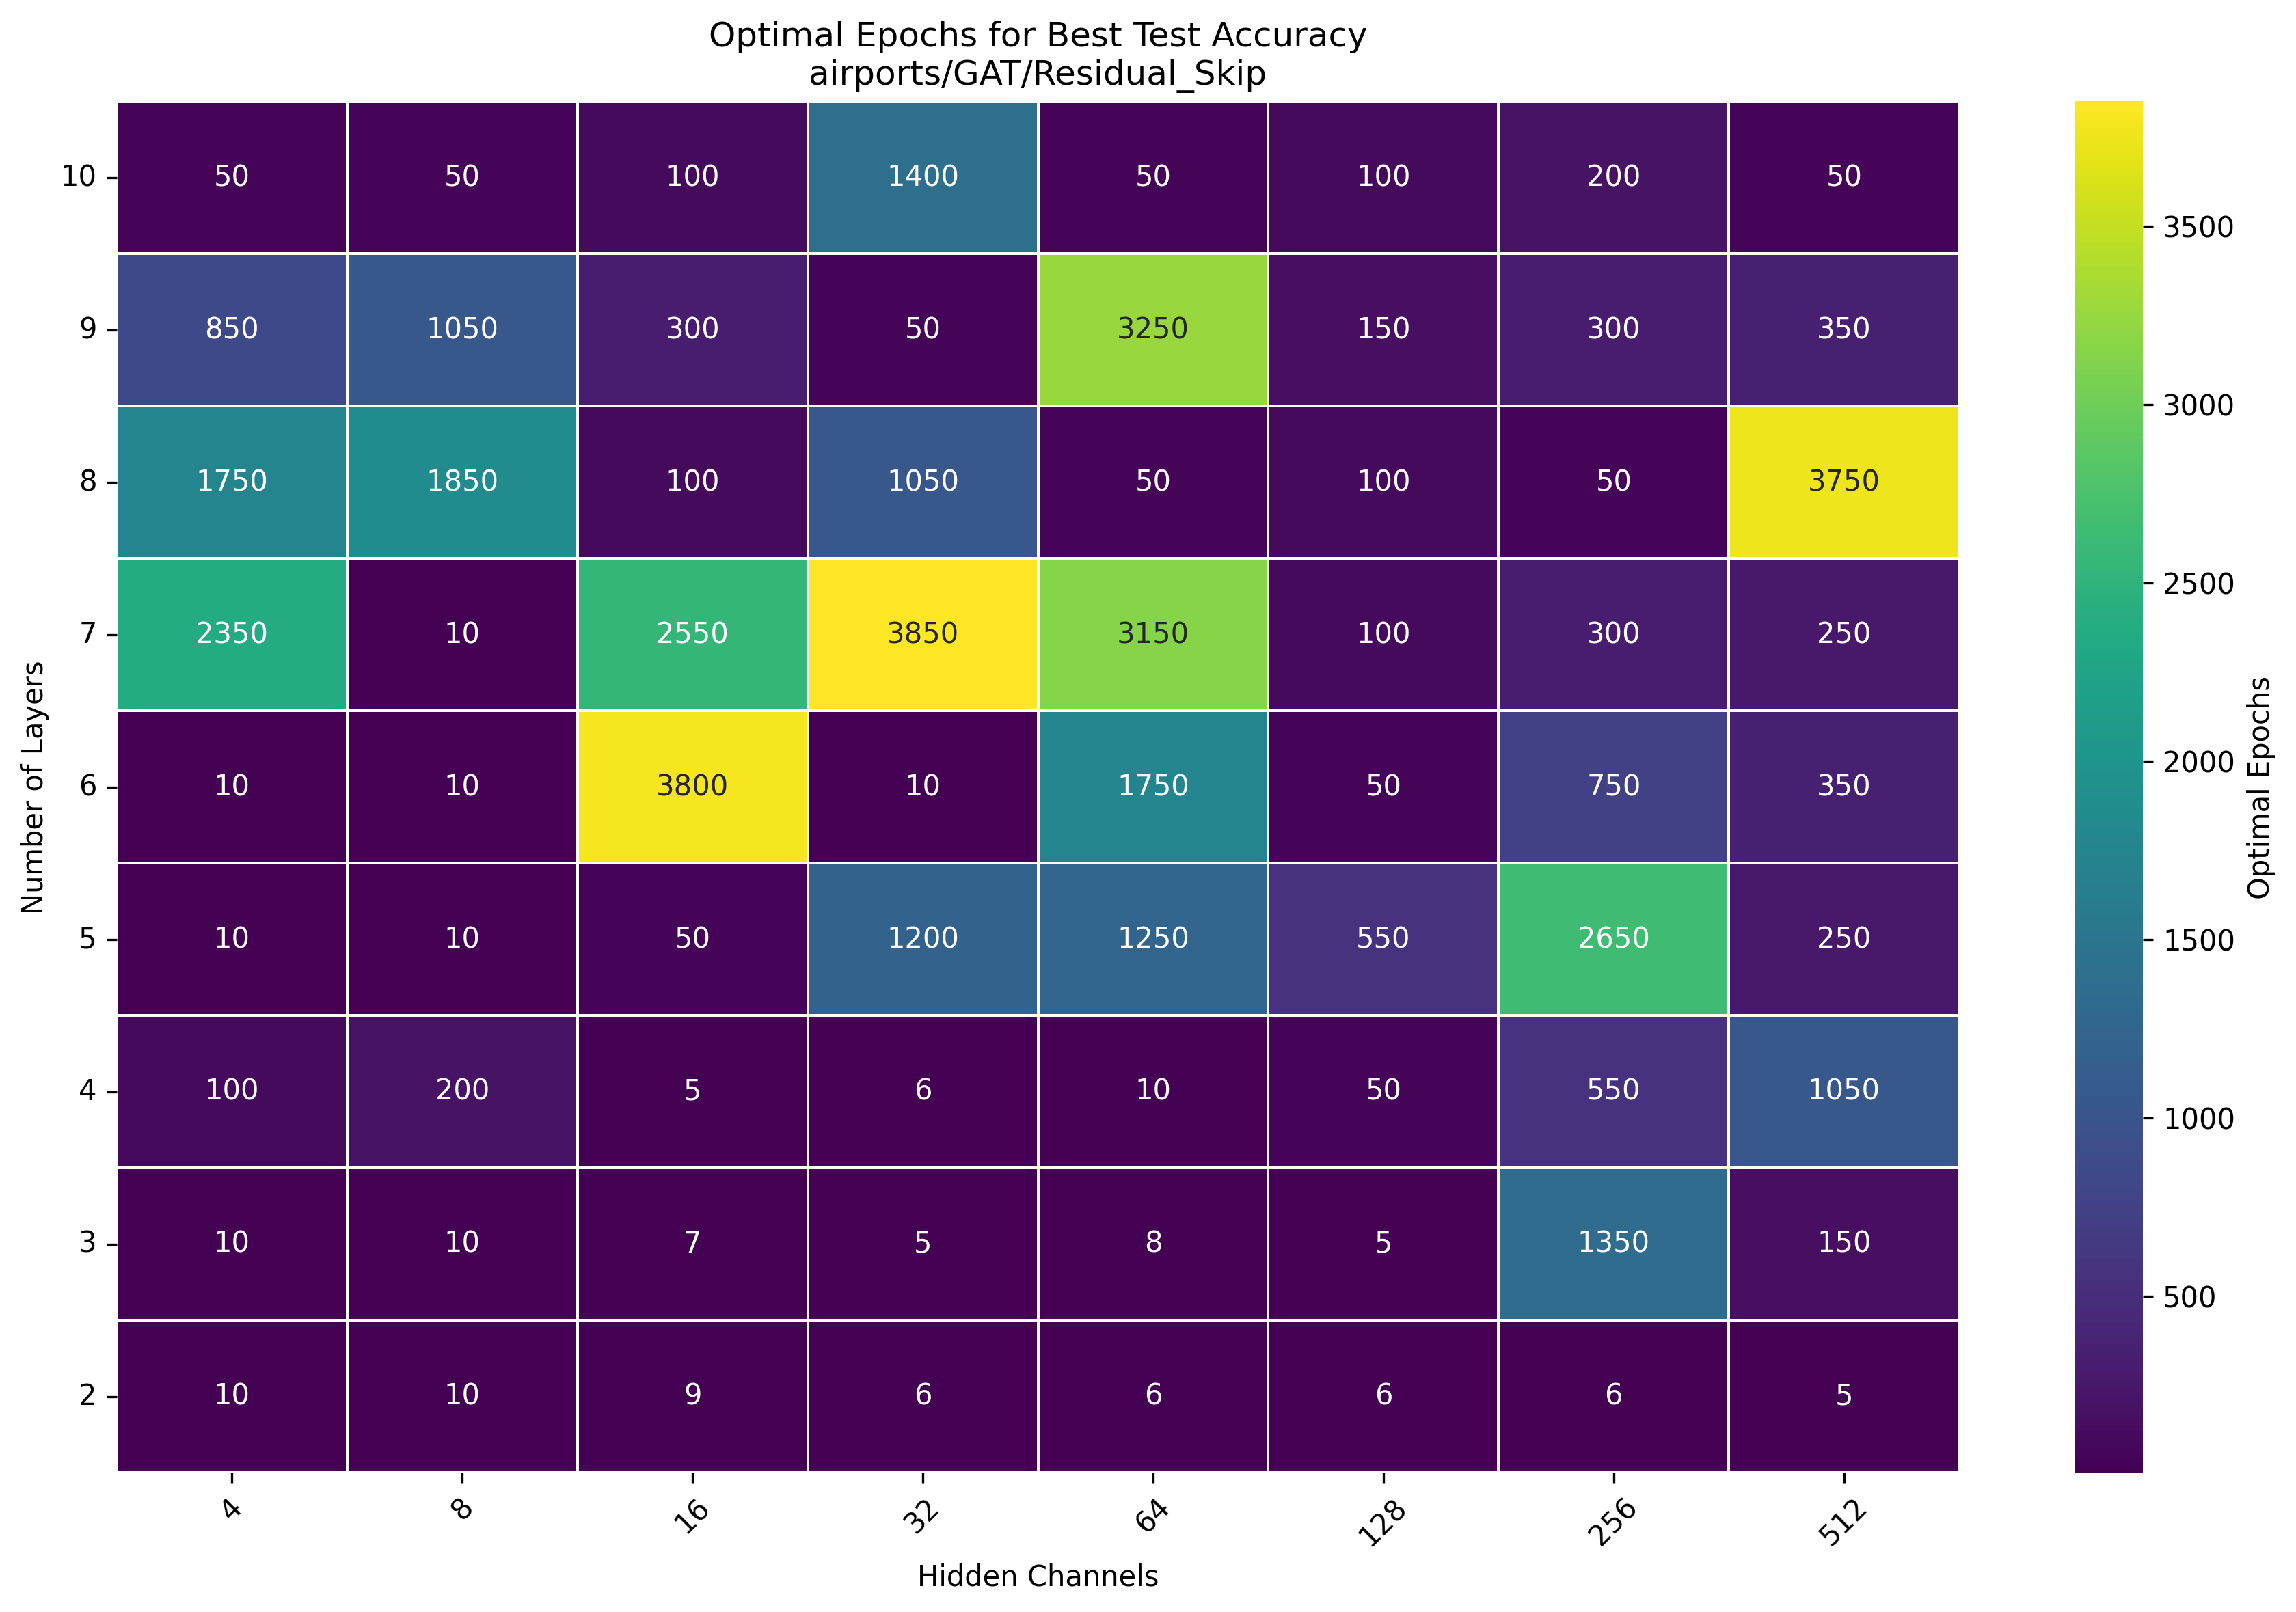 Optimal Epochs for Best Test Accuracy
airports/GAT/Residual_Skip
10 50 50 100 1400 50 100 200 50
9 850 1050 300 50 3250 150 300 350
8 1750 1850 100 1050 50 100 50 3750
7 2350 10 2550 3850 3150 100 300 250
6 10 10 3800 10 1750 50 750 350
5 10 10 50 1200 1250 550 2650 250
4 100 200 5 6 10 50 550 1050
3 10 10 7 5 8 5 1350 150
2 10 10 9 6 6 6 6 5
4 8 16 32 64 128 256 512
Hidden Channels
Number of Layers
3500
3000
2500
2000
1500
1000
500
Optimal Epochs